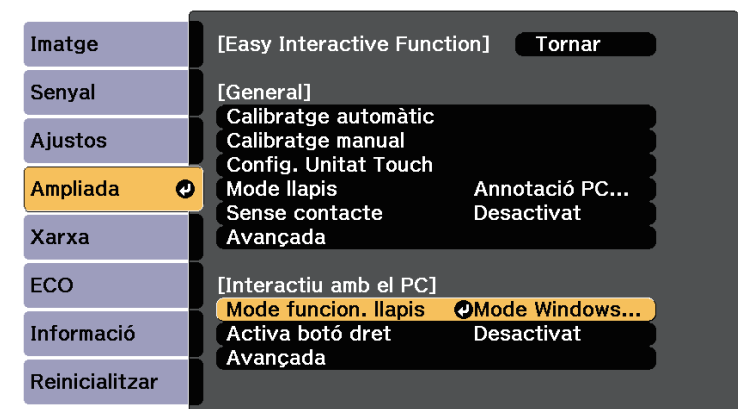 Imatge
Senyal
Ajustos
Ampliada
Xarxa
ECO
Informació
Reinicialitzar
[Easy Interactive Function] Tornar
[General]
Calibratge automàtic
Calibratge manual
Config. Unitat Touch
Mode llapis Annotació PC...
Sense contacte Desactivat
Avançada
[Interactiu amb el PC]
Mode funcion. llapis Mode Windows...
Activa botó dret Desactivat
Avançada